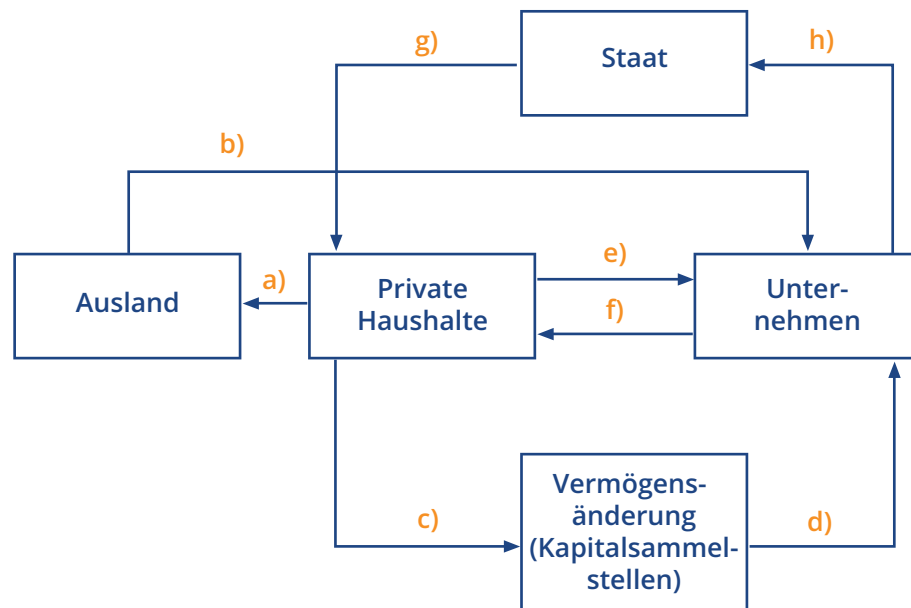 g)
Staat
h)
b)
Ausland
a)
Private
Haushalte
e)
f)
Unter-
nehmen
c)
Vermögens-
änderung
(Kapitalsammel-
stellen)
d)